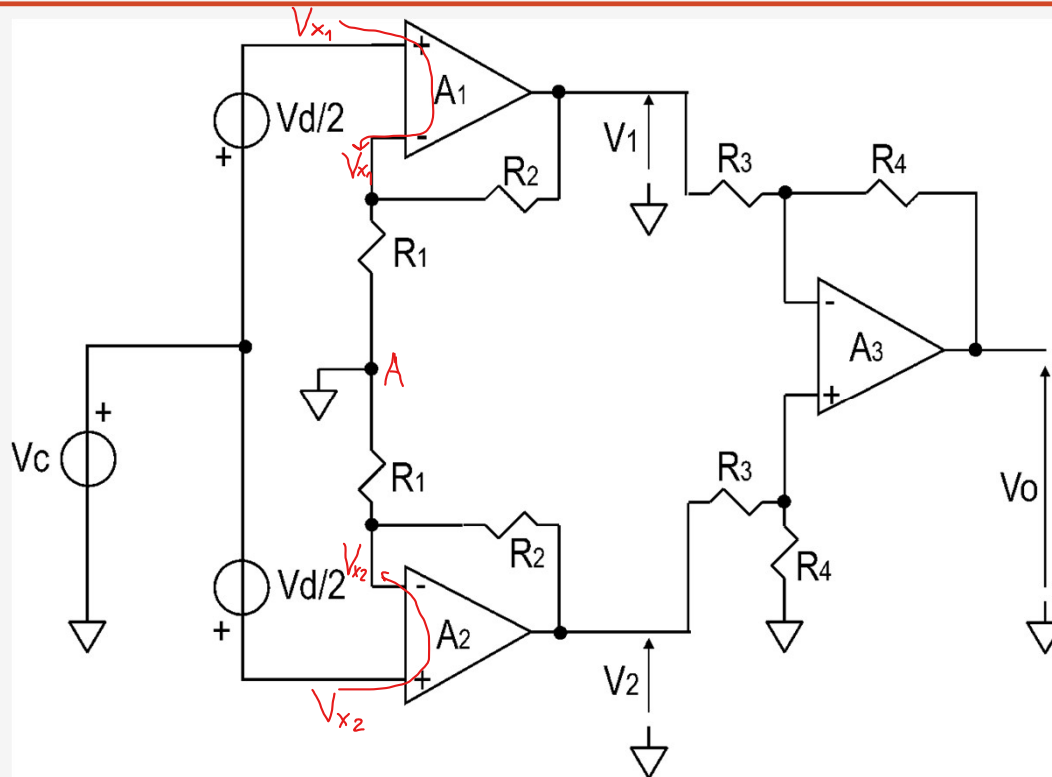 Vx1
+
A1
Vd/2
+
-
Vx1
V1
R2
R3
R4
R1
-
A3
+
A
Vc
+
Vo
R1
R3
R2
Vx2
Vd/2
+
-
A2
+
R4
V2
Vx2